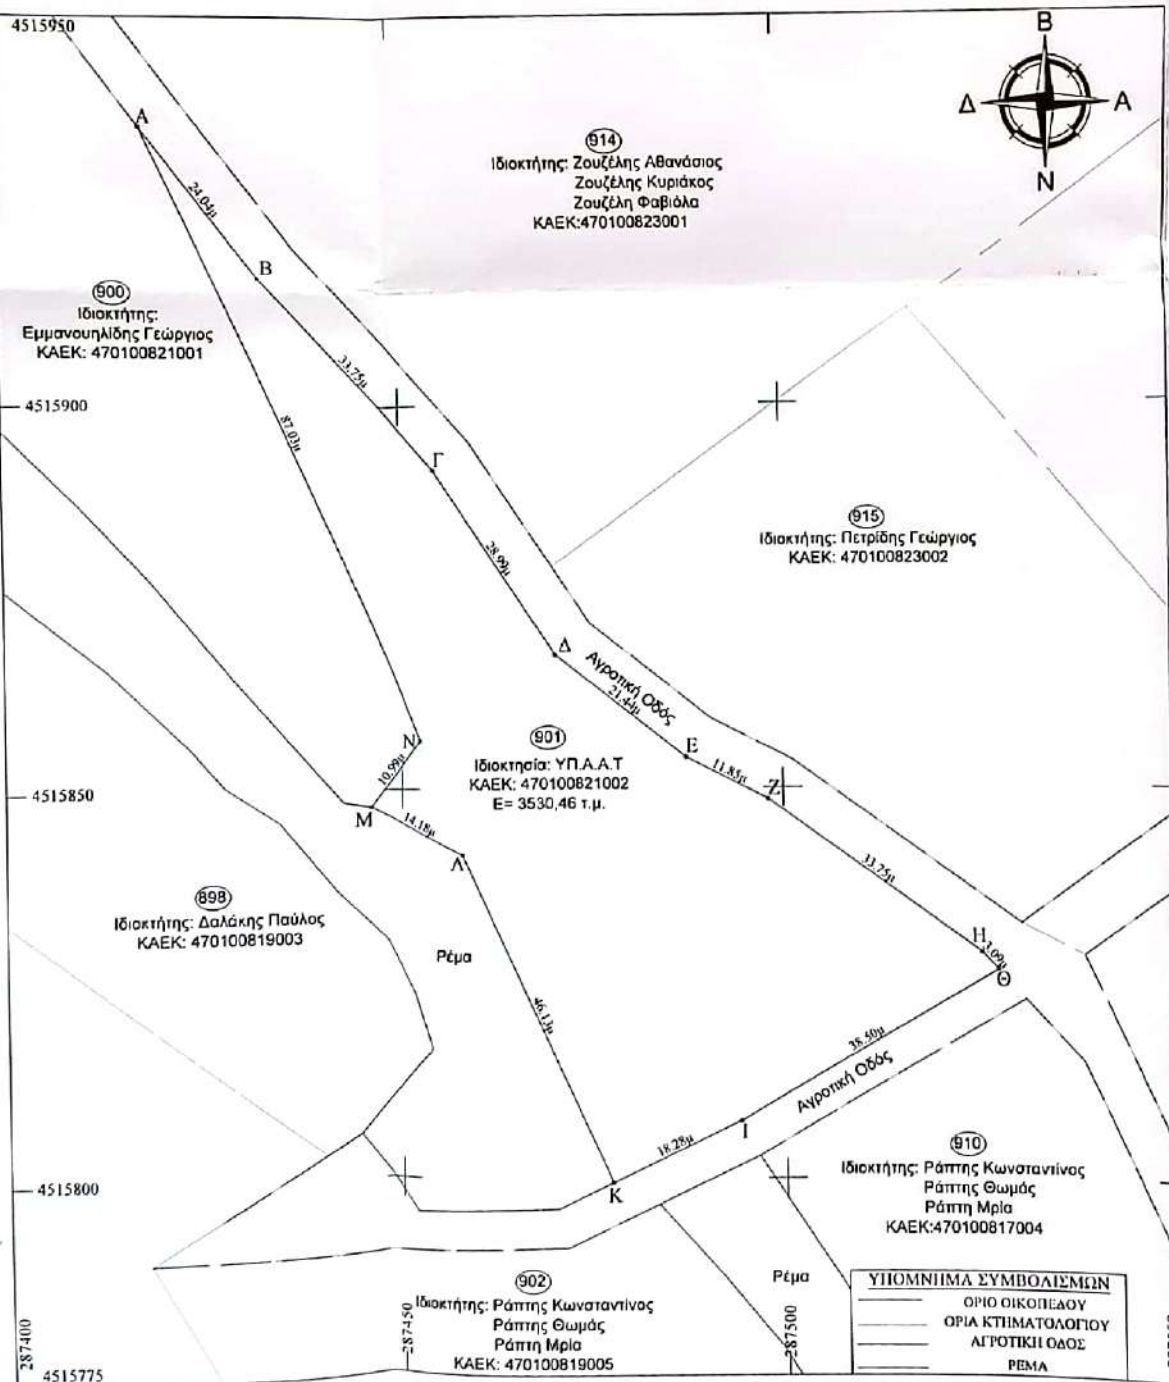 4515950
Β
Δ
Α
Ν
Α
914
Ιδιοκτήτης: Ζουζέλης Αθανάσιος
Ζουζέλης Κυριάκος
Ζουζέλη Φαβιόλα
ΚΑΕΚ:470100823001
24.04μ
Β
900
Ιδιοκτήτης:
Εμμανουηλίδης Γεώργιος
ΚΑΕΚ: 470100821001
33.75μ
4515900
87.03μ
Γ
915
Ιδιοκτήτης: Πετρίδης Γεώργιος
ΚΑΕΚ: 470100823002
28.99μ
Δ
Αγροτική Οδός
21.44μ
Ν
901
Ιδιοκτησία: ΥΠ.Α.Α.Τ
ΚΑΕΚ: 470100821002
Ε= 3530,46 τ.μ.
Ε
11.85μ
Ζ
10.99μ
4515850
Μ
14.18μ
Λ
33.75μ
898
Ιδιοκτήτης: Δαλάκης Παύλος
ΚΑΕΚ: 470100819003
Ρέμα
Η
3.09μ
Θ
46.13μ
38.50μ
Αγροτική Οδός
Ι
18.28μ
Κ
4515800
910
Ιδιοκτήτης: Ράπτης Κωνσταντίνος
Ράπτης Θωμάς
Ράπτη Μρία
ΚΑΕΚ:470100817004
902
Ιδιοκτήτης: Ράπτης Κωνσταντίνος
Ράπτης Θωμάς
Ράπτη Μρία
ΚΑΕΚ: 470100819005
Ρέμα
ΥΠΟΜΝΗΜΑ ΣΥΜΒΟΛΙΣΜΩΝ
ΟΡΙΟ ΟΙΚΟΠΕΔΟΥ
ΟΡΙΑ ΚΤΗΜΑΤΟΛΟΓΙΟΥ
ΑΓΡΟΤΙΚΗ ΟΔΟΣ
ΡΕΜΑ
287400
287450
287500
4515775